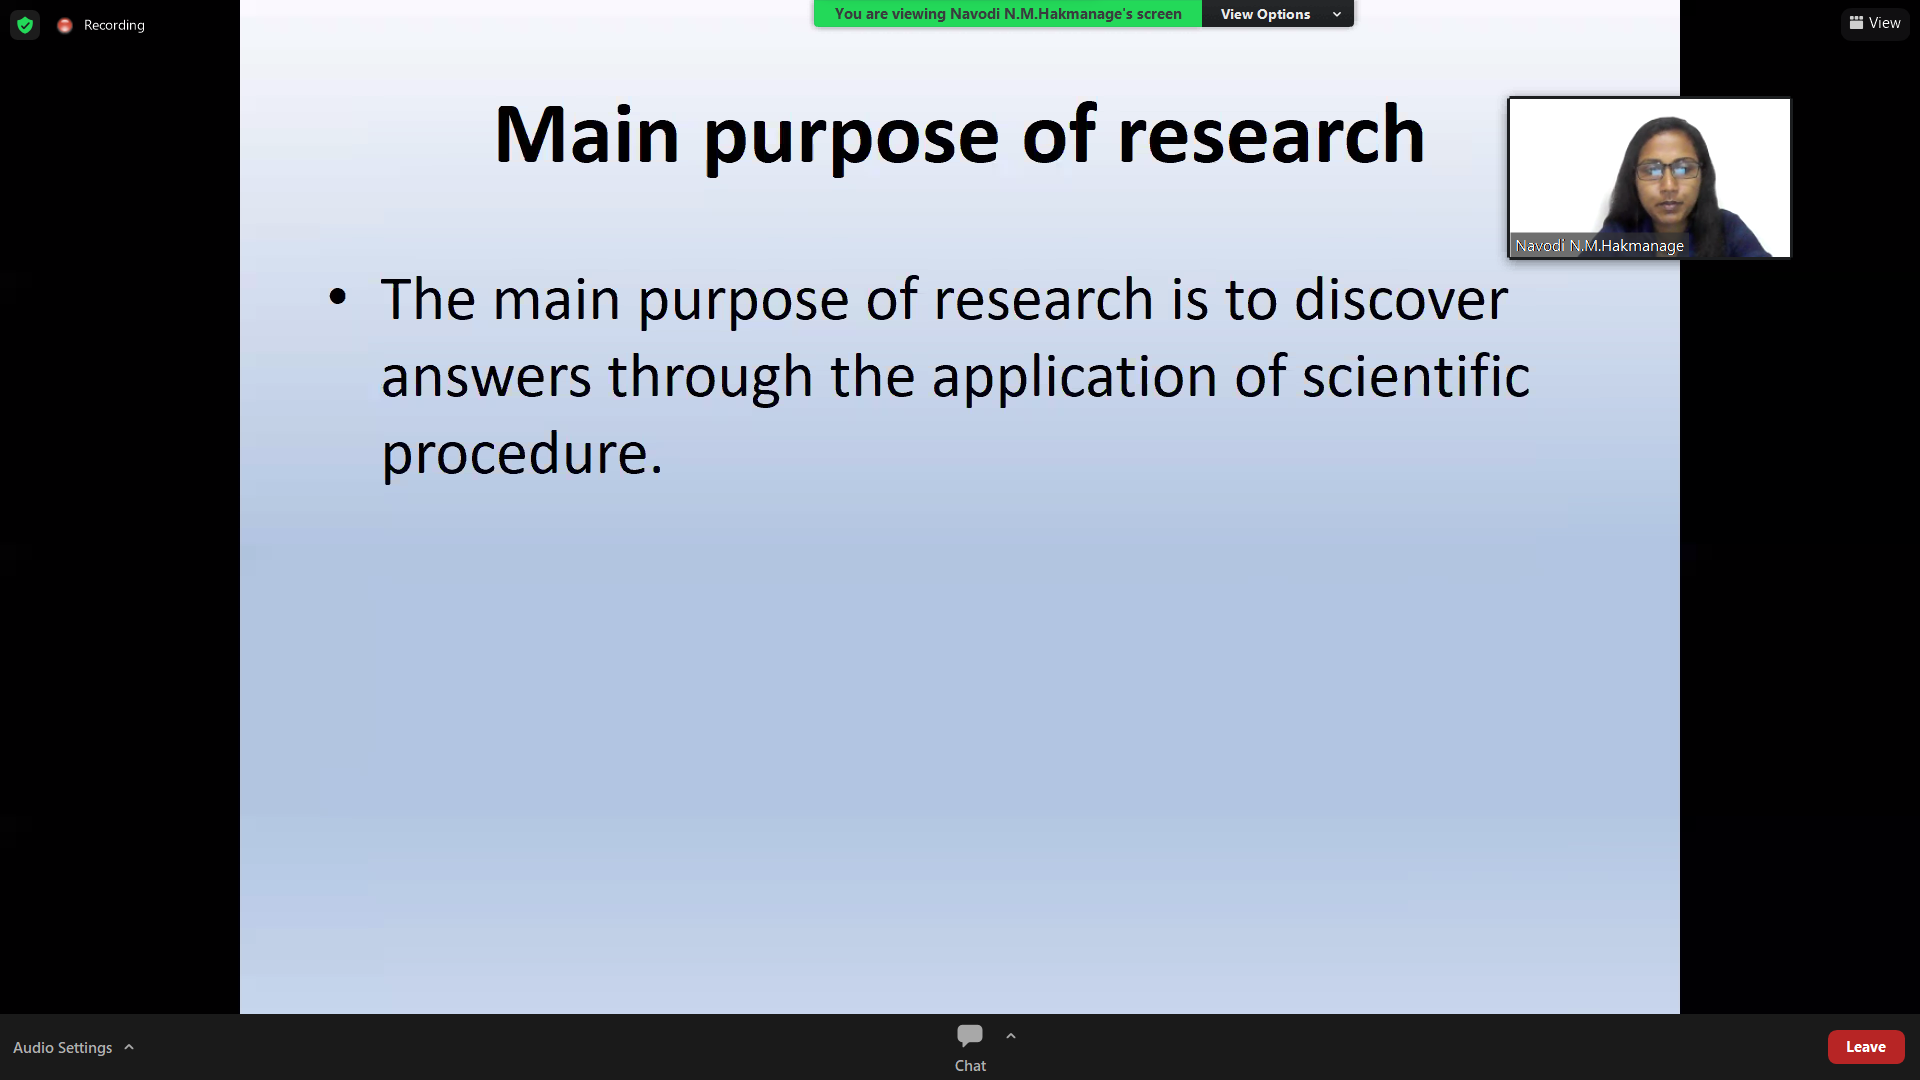 Recording
You are viewing Navodi N.M.Hakmanage's screen
View Options
View
Main purpose of research
Navodi N.M.Hakmanage
• The main purpose of research is to discover
answers through the application of scientific
procedure.
Audio Settings
Chat
Leave